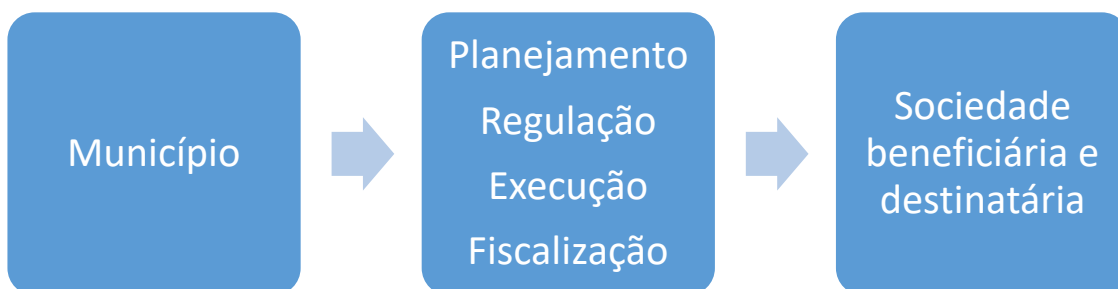 Município
Planejamento
Regulação
Execução
Fiscalização
Sociedade
beneficiária e
destinatária